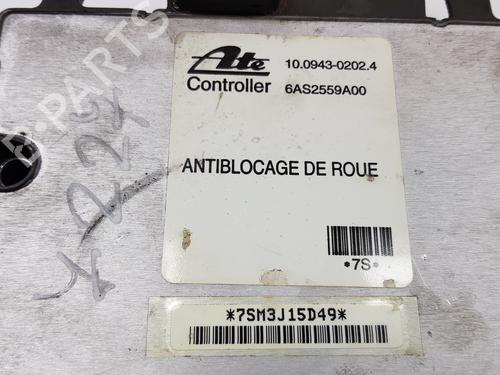 Ate 10.0943-0202.4
Controller 6AS2559A00
ANTIBLOCAGE DE ROUE
*7S*
*7SM3J15D49*
B-PARTS